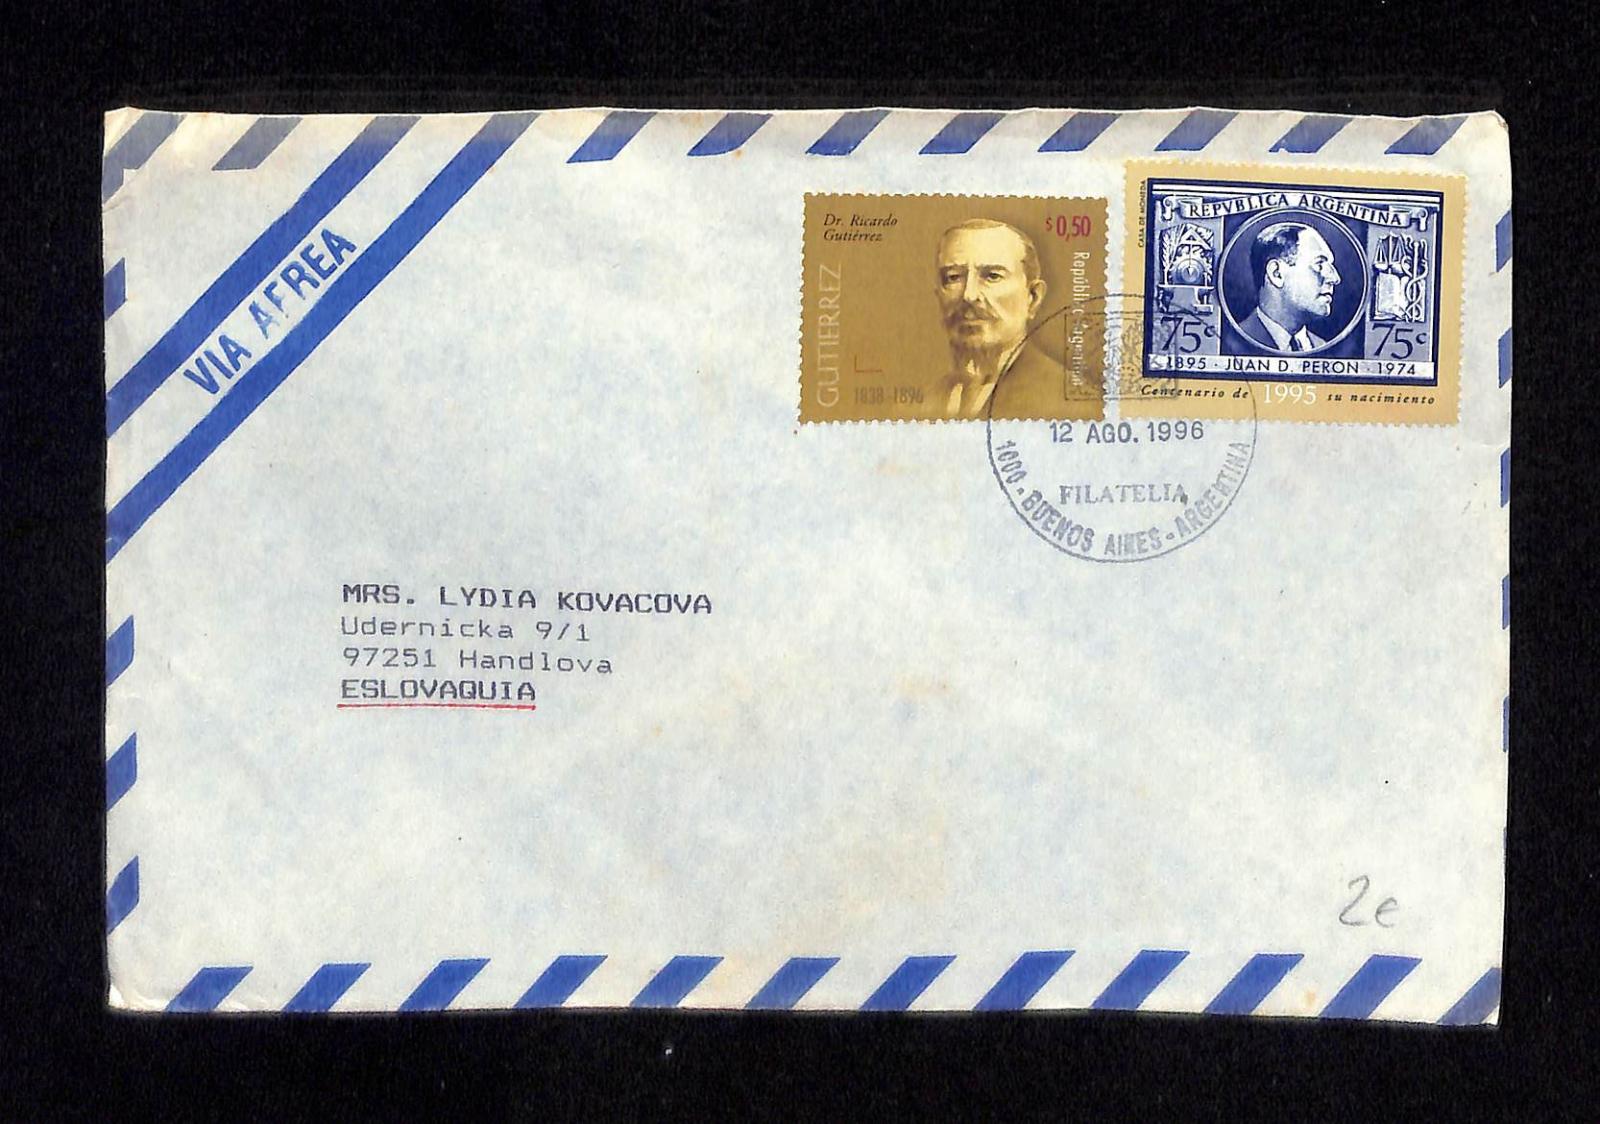 VIA AEREA
Dr. Ricardo
Gutiérrez
$0,50
República Argentina
GUTIERREZ
1838-1896
CASA DE MONEDA
REPVBLICA ARGENTINA
75c 75c
1895 · JUAN D. PERON · 1974
Centenario de 1995 su nacimiento
12 AGO. 1996
FILATELIA
1000-BUENOS AIRES-ARGENTINA
MRS. LYDIA KOVACOVA
Udernicka 9/1
97251 Handlova
ESLOVAQUIA
2e